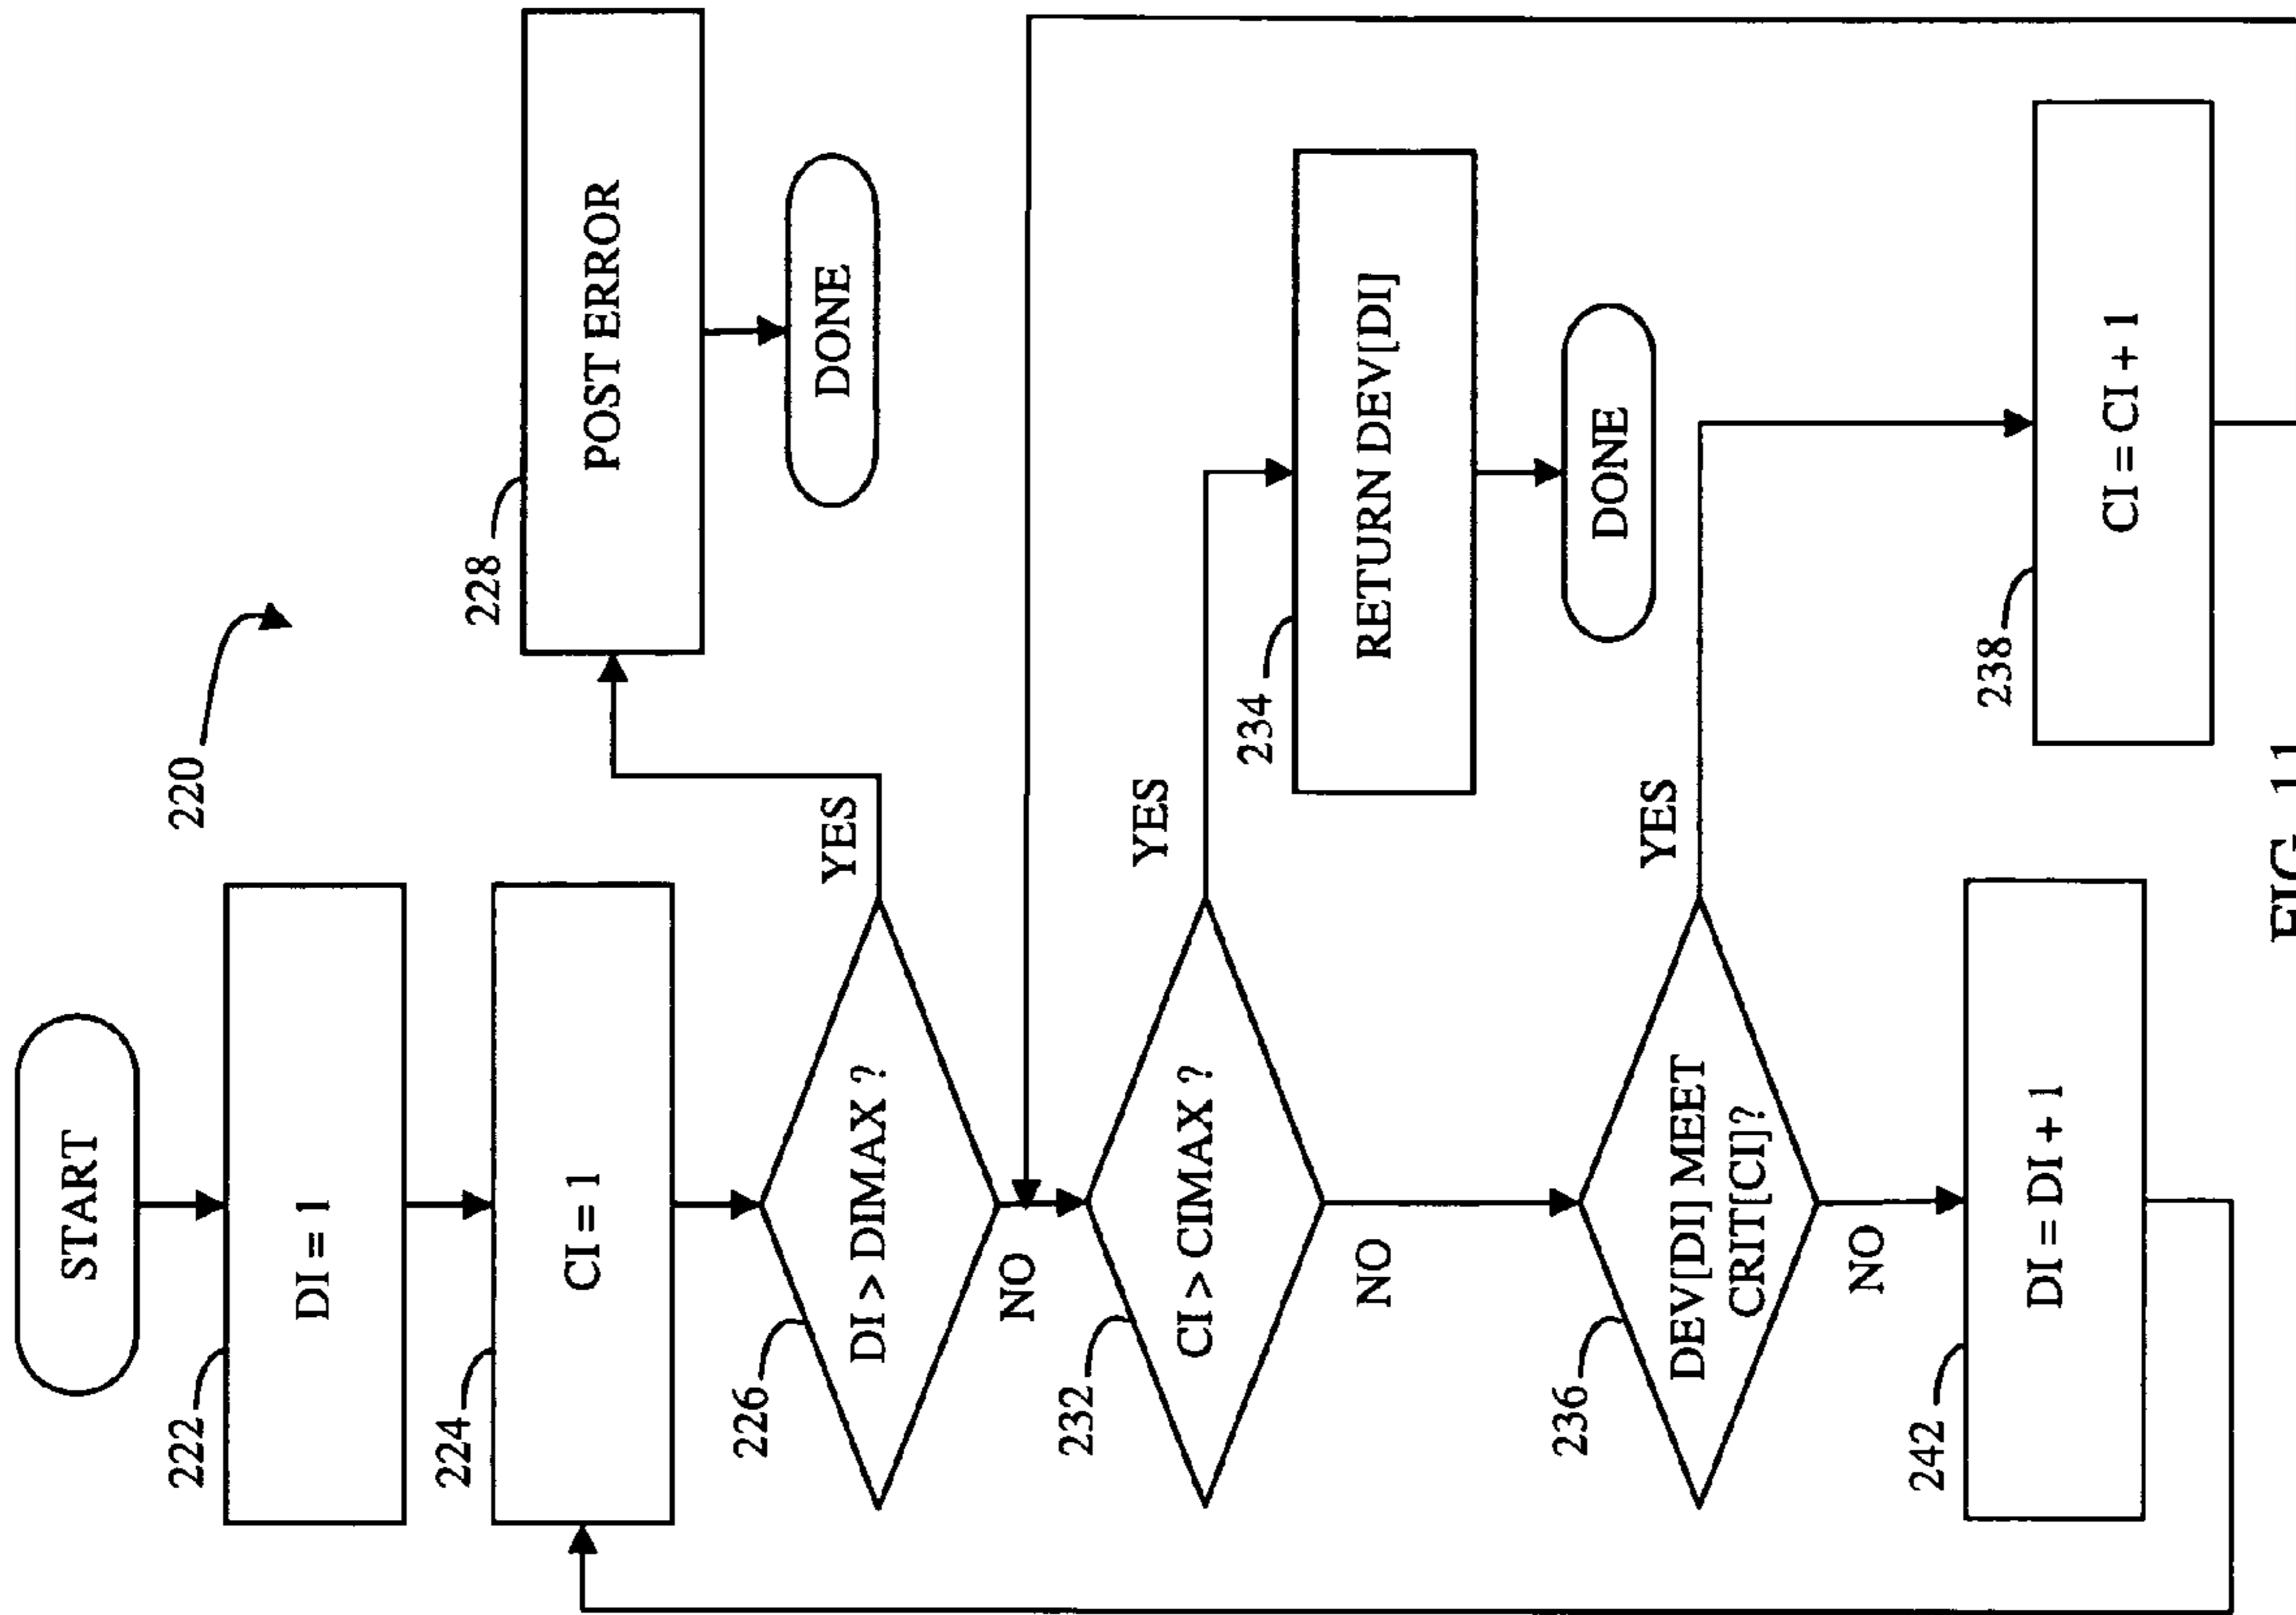 220
START
222
DI = 1
224
CI = 1
226
DI > DIMAX ?
YES
228
POST ERROR
DONE
NO
232
CI > CIMAX ?
YES
234
RETURN DEV[DI]
DONE
NO
236
DEV[DI] MEET
CRIT[CI]?
YES
238
CI = CI + 1
NO
242
DI = DI + 1
FIG. 11